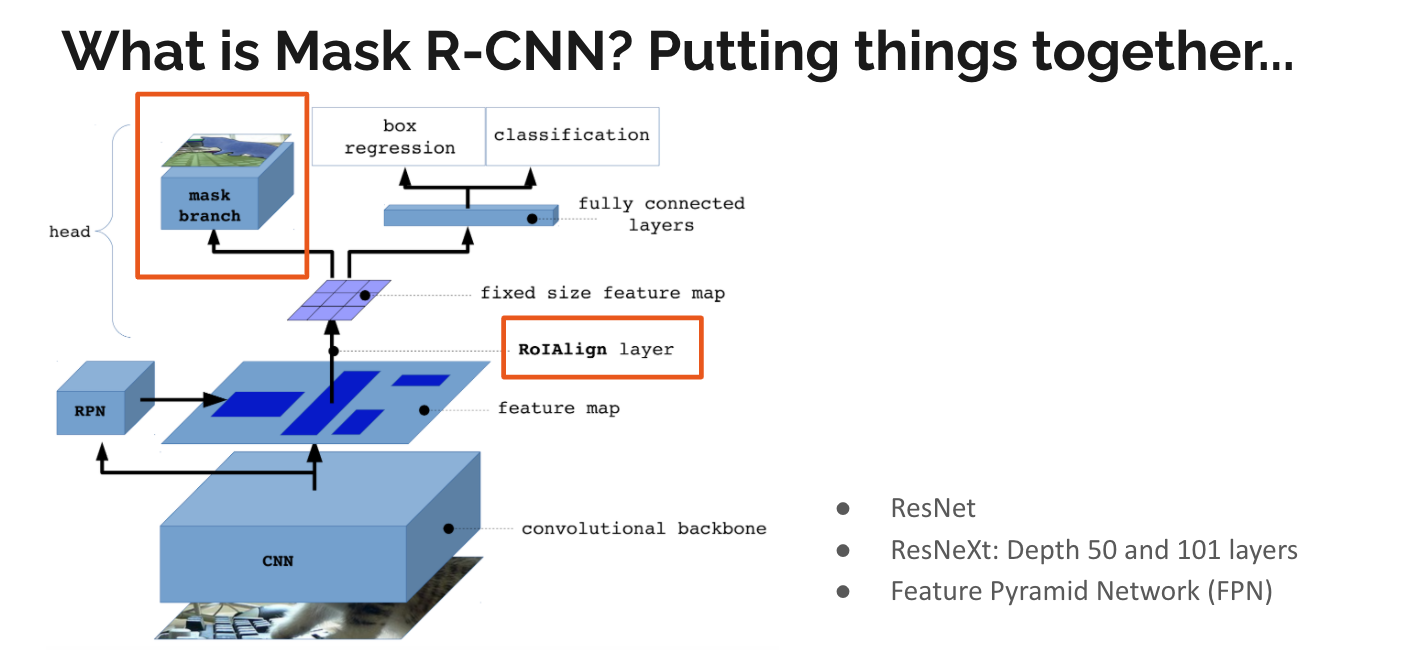 What is Mask R-CNN? Putting things together...
box
regression
classification
mask
branch
fully connected
layers
head
fixed size feature map
RoIAlign layer
RPN
feature map
convolutional backbone
CNN
● ResNet
● ResNeXt: Depth 50 and 101 layers
● Feature Pyramid Network (FPN)